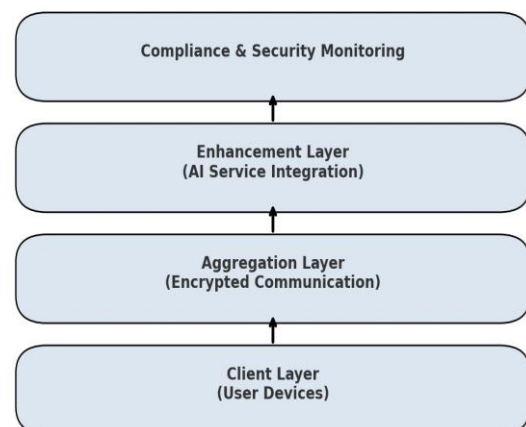 Compliance & Security Monitoring
Enhancement Layer
(AI Service Integration)
Aggregation Layer
(Encrypted Communication)
Client Layer
(User Devices)